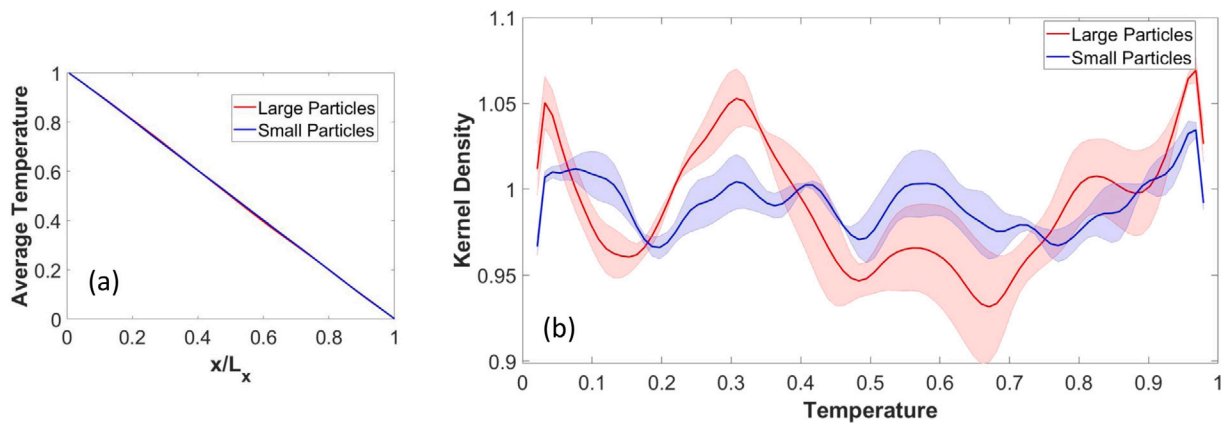 1
0.8
0.6
0.4
0.2
0
Average Temperature
Large Particles
Small Particles
(a)
0 0.2 0.4 0.6 0.8 1
x/Lₓ
1.1
1.05
1
0.95
0.9
Kernel Density
Large Particles
Small Particles
(b)
0 0.1 0.2 0.3 0.4 0.5 0.6 0.7 0.8 0.9 1
Temperature